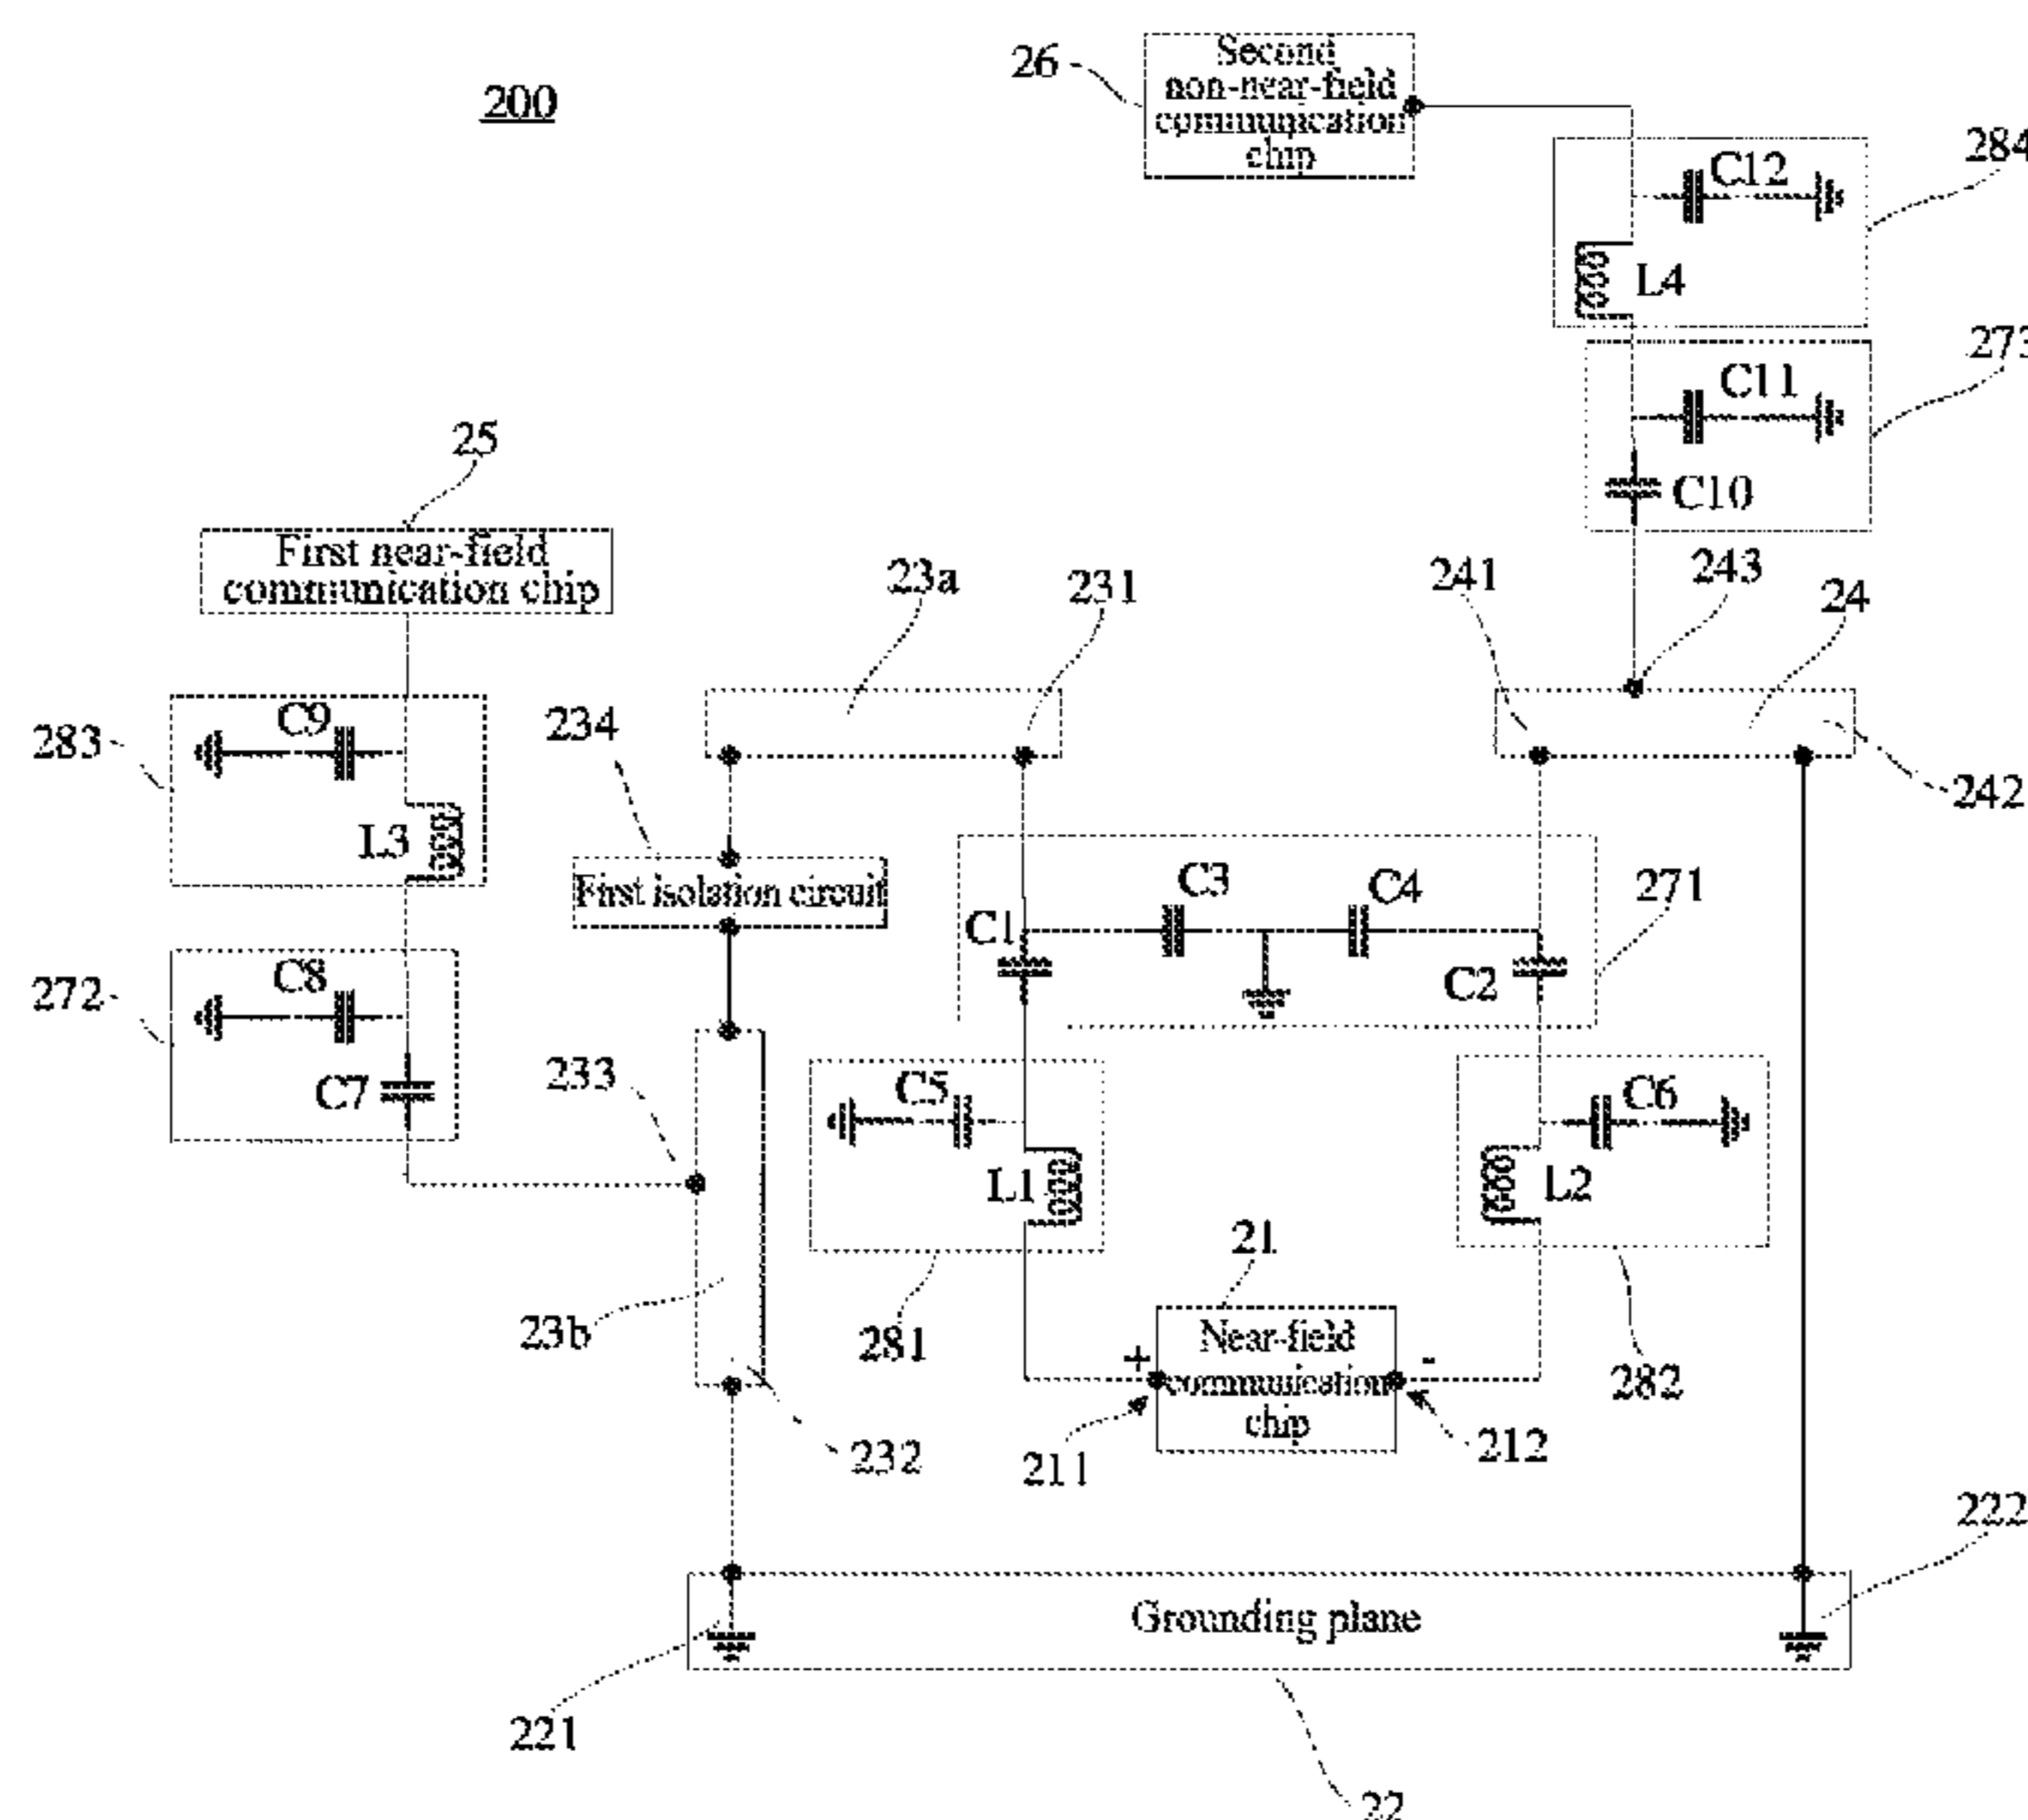 200
26
Second
non-near-field
communication
chip
C12
284
L4
C11
273
C10
25
First near-field
communication chip
23a
231
241
243
24
283
C9
234
242
L3
First isolation circuit
C3
C4
271
C1
C2
272
C8
C7
233
C5
C6
L1
L2
23b
281
21
Near-field
communication
chip
+
-
282
232
211
212
222
Grounding plane
221
22